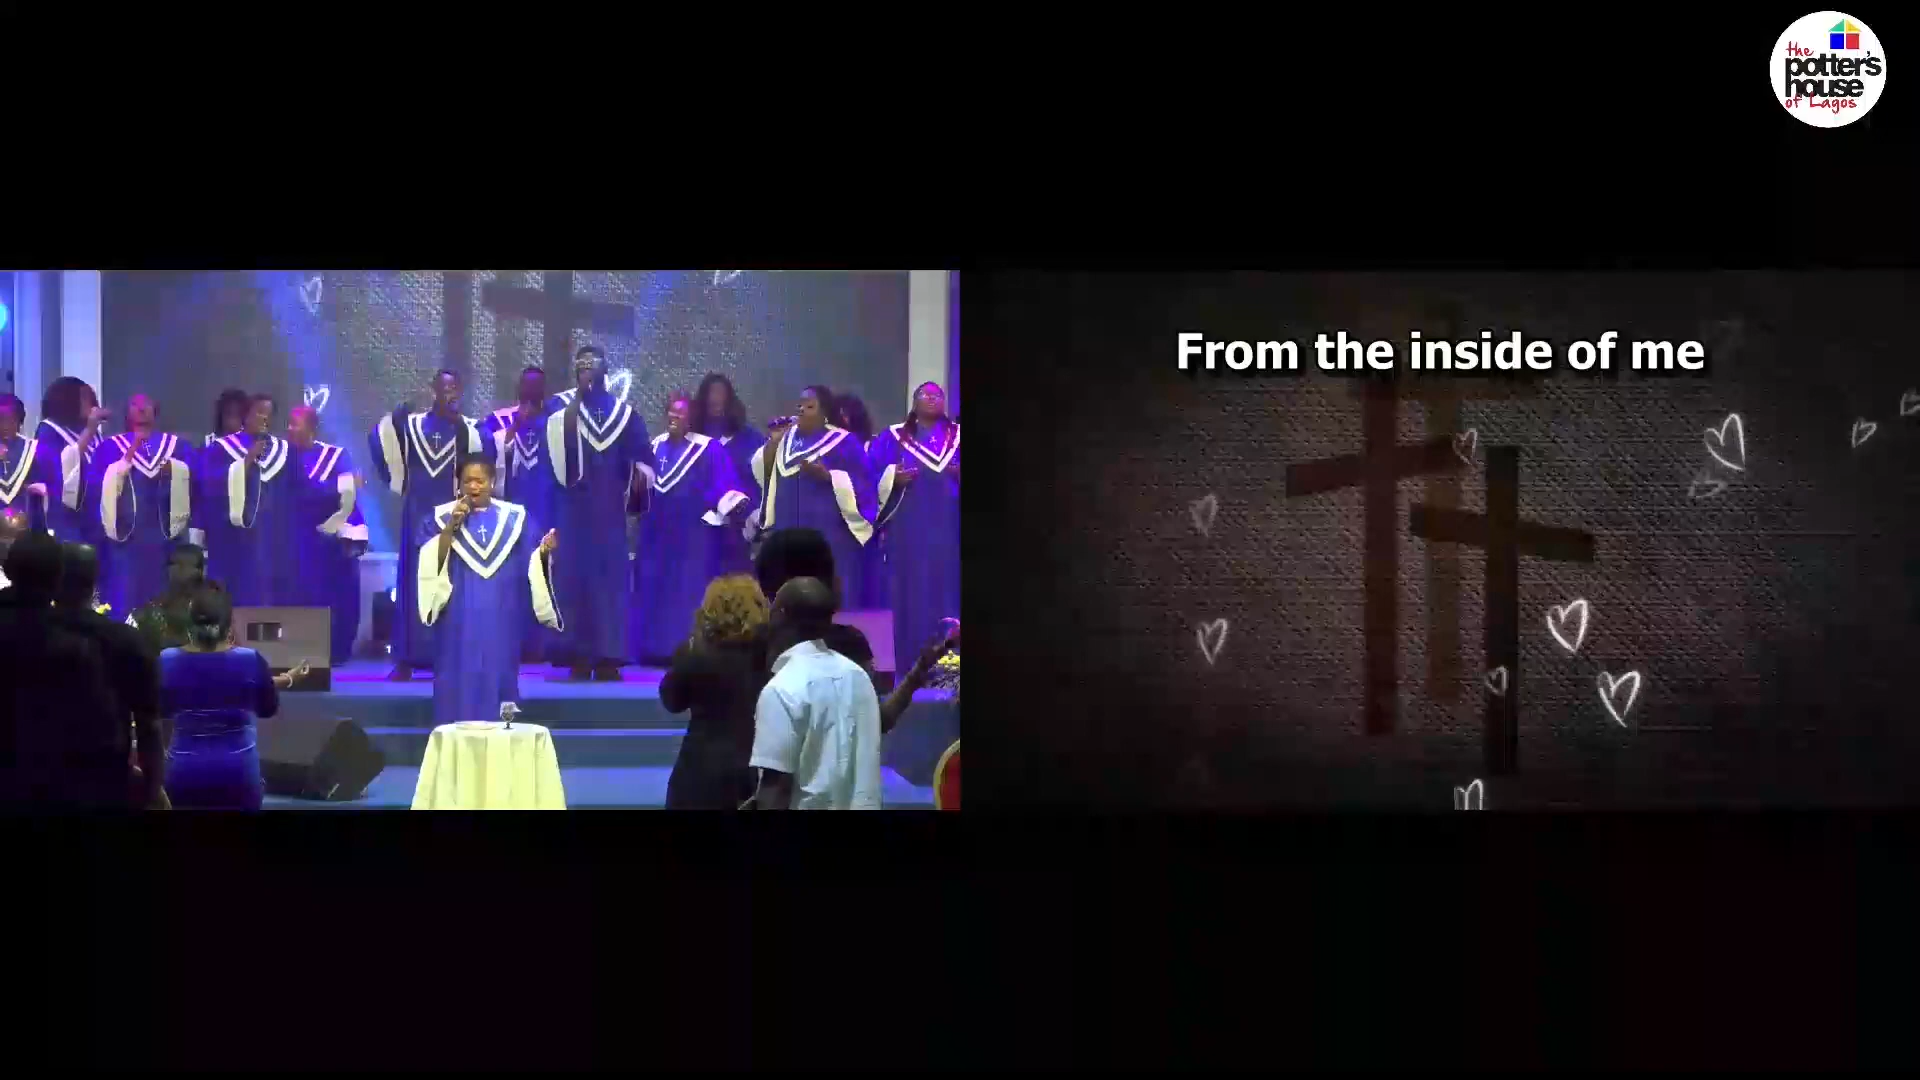 the
potter's
house
of Lagos
From the inside of me